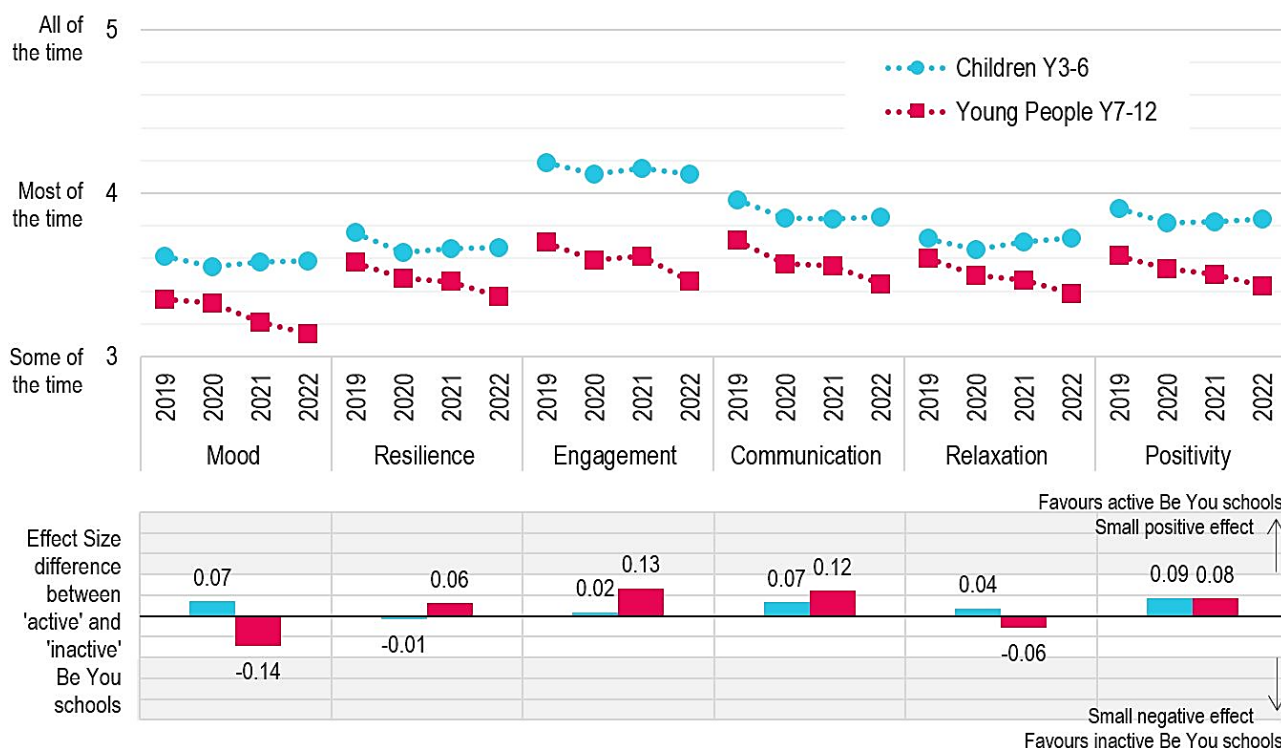 All of
the time
5
Children Y3-6
Young People Y7-12
Most of
the time
4
Some of
the time
3
2019 2020 2021 2022 2019 2020 2021 2022 2019 2020 2021 2022 2019 2020 2021 2022 2019 2020 2021 2022 2019 2020 2021 2022
Mood Resilience Engagement Communication Relaxation Positivity
Favours active Be You schools
Small positive effect
Effect Size
difference
between
'active' and
'inactive'
Be You
schools
0.07 -0.14 -0.01 0.06 0.02 0.13 0.07 0.12 0.04 -0.06 0.09 0.08
Small negative effect
Favours inactive Be You schools